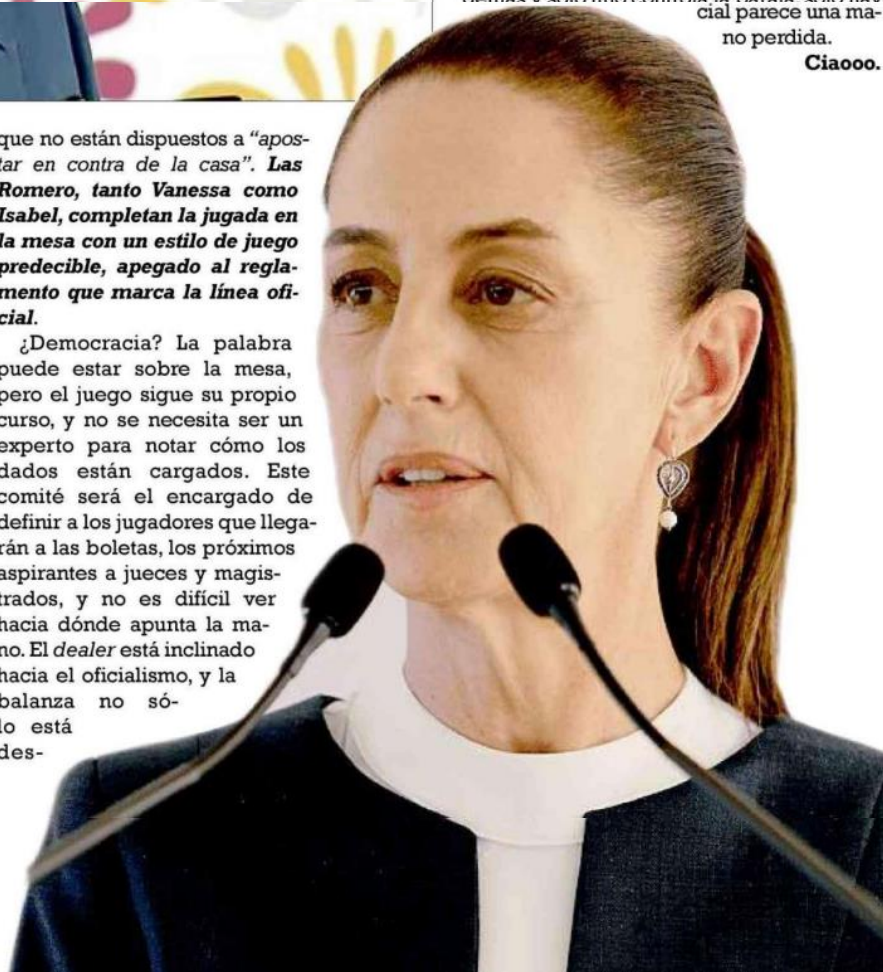 que no están dispuestos a “apos-
tar en contra de la casa”. Las
Romero, tanto Vanessa como
Isabel, completan la jugada en
la mesa con un estilo de juego
predecible, apegado al regla-
mento que marca la línea ofi-
cial.
¿Democracia? La palabra
puede estar sobre la mesa,
pero el juego sigue su propio
curso, y no se necesita ser un
experto para notar cómo los
dados están cargados. Este
comité será el encargado de
definir a los jugadores que llega-
rán a las boletas, los próximos
aspirantes a jueces y magis-
trados, y no es difícil ver
hacia dónde apunta la ma-
no. El dealer está inclinado
hacia el oficialismo, y la
balanza no só-
lo está
des-
cial parece una ma-
no perdida.
Ciaooo.